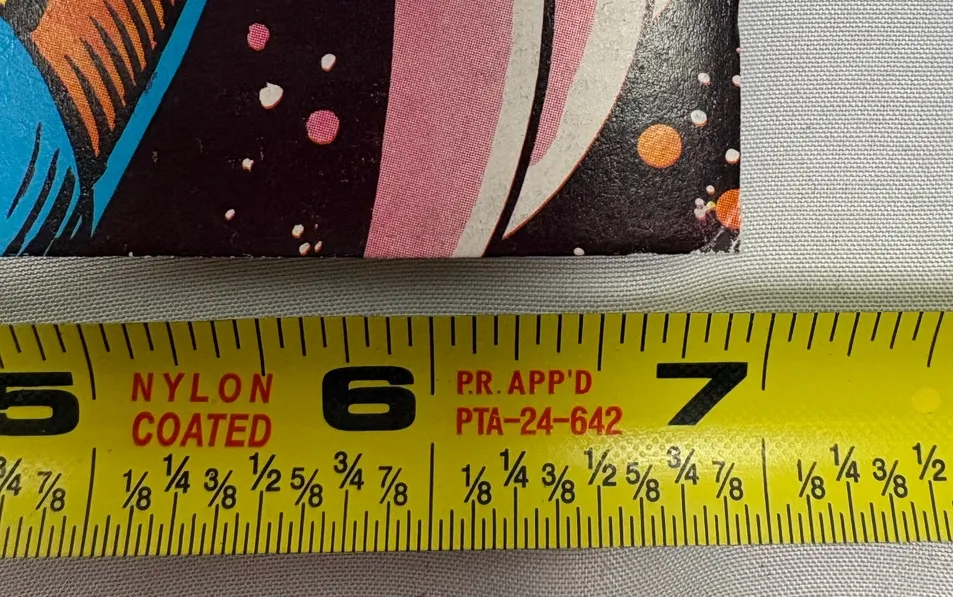 5 NYLON 6 P.R. APP'D 7
COATED PTA-24-642
3/4 7/8 1/8 1/4 3/8 1/2 5/8 3/4 7/8 1/8 1/4 3/8 1/2 5/8 3/4 7/8 1/8 1/4 3/8 1/2